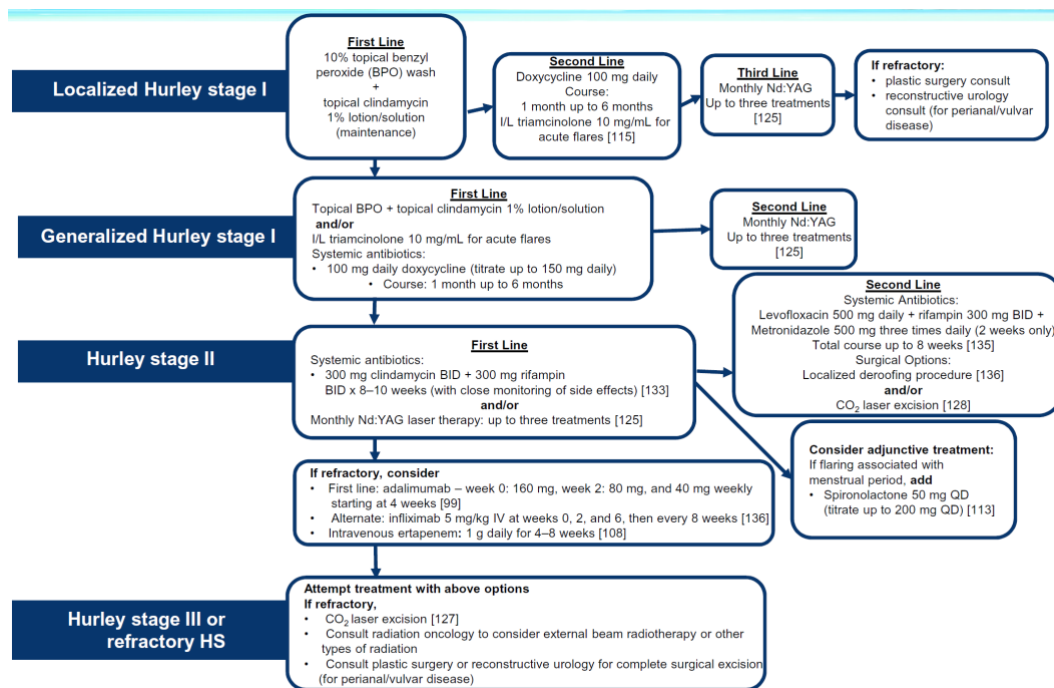 Localized Hurley stage I
First Line
10% topical benzyl
peroxide (BPO) wash
+
topical clindamycin
1% lotion/solution
(maintenance)
Second Line
Doxycycline 100 mg daily
Course:
1 month up to 6 months
I/L triamcinolone 10 mg/mL for
acute flares [115]
Third Line
Monthly Nd:YAG
Up to three treatments
[125]
If refractory:
• plastic surgery consult
• reconstructive urology
consult (for perianal/vulvar
disease)
Generalized Hurley stage I
First Line
Topical BPO + topical clindamycin 1% lotion/solution
and/or
I/L triamcinolone 10 mg/mL for acute flares
Systemic antibiotics:
• 100 mg daily doxycycline (titrate up to 150 mg daily)
• Course: 1 month up to 6 months
Second Line
Monthly Nd:YAG
Up to three treatments
[125]
Hurley stage II
First Line
Systemic antibiotics:
• 300 mg clindamycin BID + 300 mg rifampin
BID x 8–10 weeks (with close monitoring of side effects) [133]
and/or
Monthly Nd:YAG laser therapy: up to three treatments [125]
Second Line
Systemic Antibiotics:
Levofloxacin 500 mg daily + rifampin 300 mg BID +
Metronidazole 500 mg three times daily (2 weeks only)
Total course up to 8 weeks [135]
Surgical Options:
Localized deroofing procedure [136]
and/or
CO2 laser excision [128]
Consider adjunctive treatment:
If flaring associated with
menstrual period, add
• Spironolactone 50 mg QD
(titrate up to 200 mg QD) [113]
If refractory, consider
• First line: adalimumab – week 0: 160 mg, week 2: 80 mg, and 40 mg weekly
starting at 4 weeks [99]
• Alternate: infliximab 5 mg/kg IV at weeks 0, 2, and 6, then every 8 weeks [136]
• Intravenous ertapenem: 1 g daily for 4–8 weeks [108]
Hurley stage III or
refractory HS
Attempt treatment with above options
If refractory,
• CO2 laser excision [127]
• Consult radiation oncology to consider external beam radiotherapy or other
types of radiation
• Consult plastic surgery or reconstructive urology for complete surgical excision
(for perianal/vulvar disease)